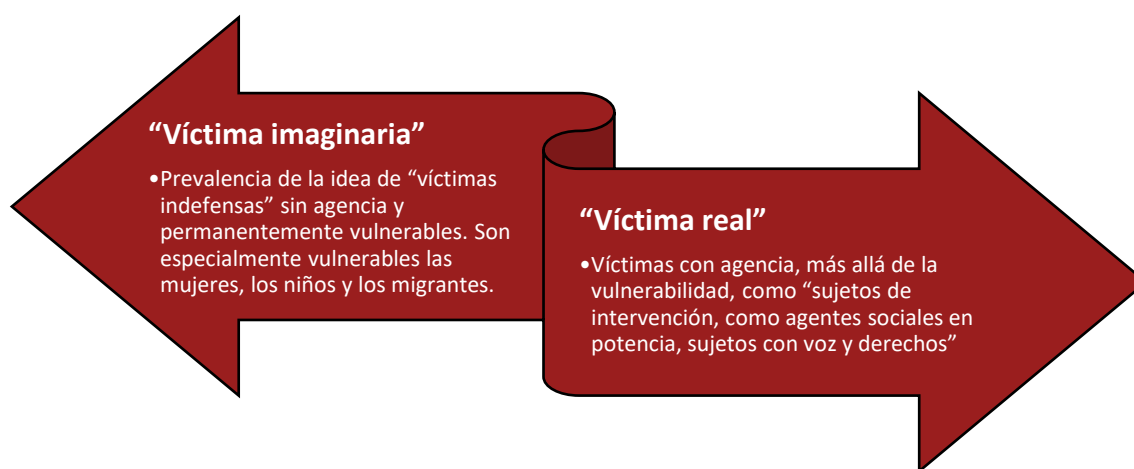 “Víctima imaginaria”
•Prevalencia de la idea de “víctimas
indefensas” sin agencia y
permanentemente vulnerables. Son
especialmente vulnerables las
mujeres, los niños y los migrantes.
“Víctima real”
•Víctimas con agencia, más allá de la
vulnerabilidad, como “sujetos de
intervención, como agentes sociales en
potencia, sujetos con voz y derechos”